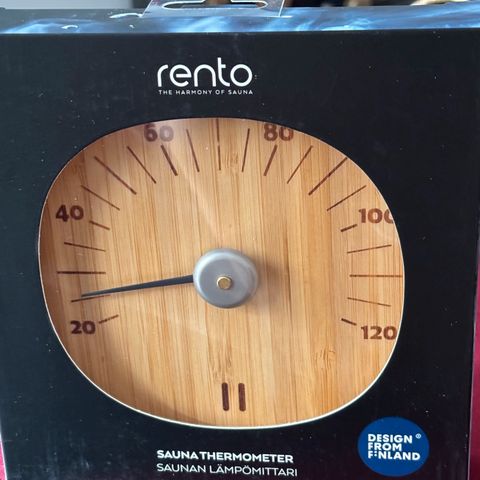 rento
THE HARMONY OF SAUNA
60 80
40 100
20 120
SAUNA THERMOMETER
SAUNAN LÄMPÖMITTARI
DESIGN ®
FROM
FINLAND